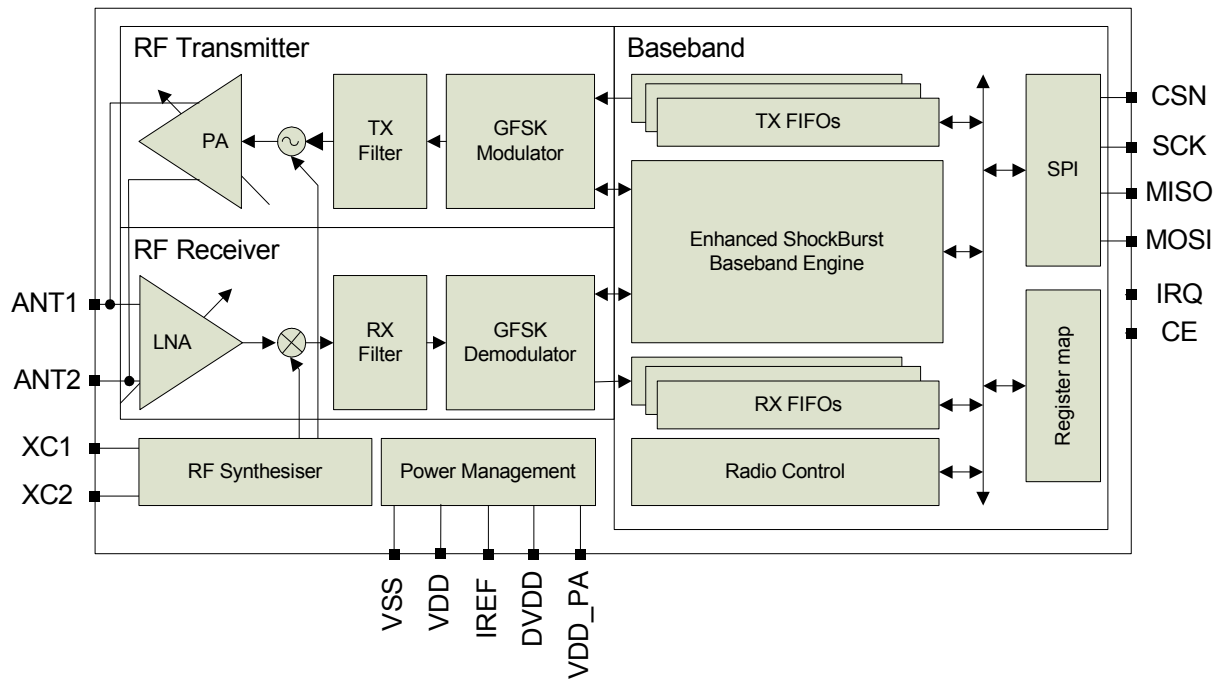 RF Transmitter
Baseband
PA
TX
Filter
GFSK
Modulator
TX FIFOs
SPI
CSN
SCK
MISO
MOSI
Enhanced ShockBurst
Baseband Engine
RF Receiver
ANT1
ANT2
LNA
RX
Filter
GFSK
Demodulator
RX FIFOs
Register map
IRQ
CE
XC1
XC2
RF Synthesiser
Power Management
Radio Control
VSS
VDD
IREF
DVDD
VDD_PA